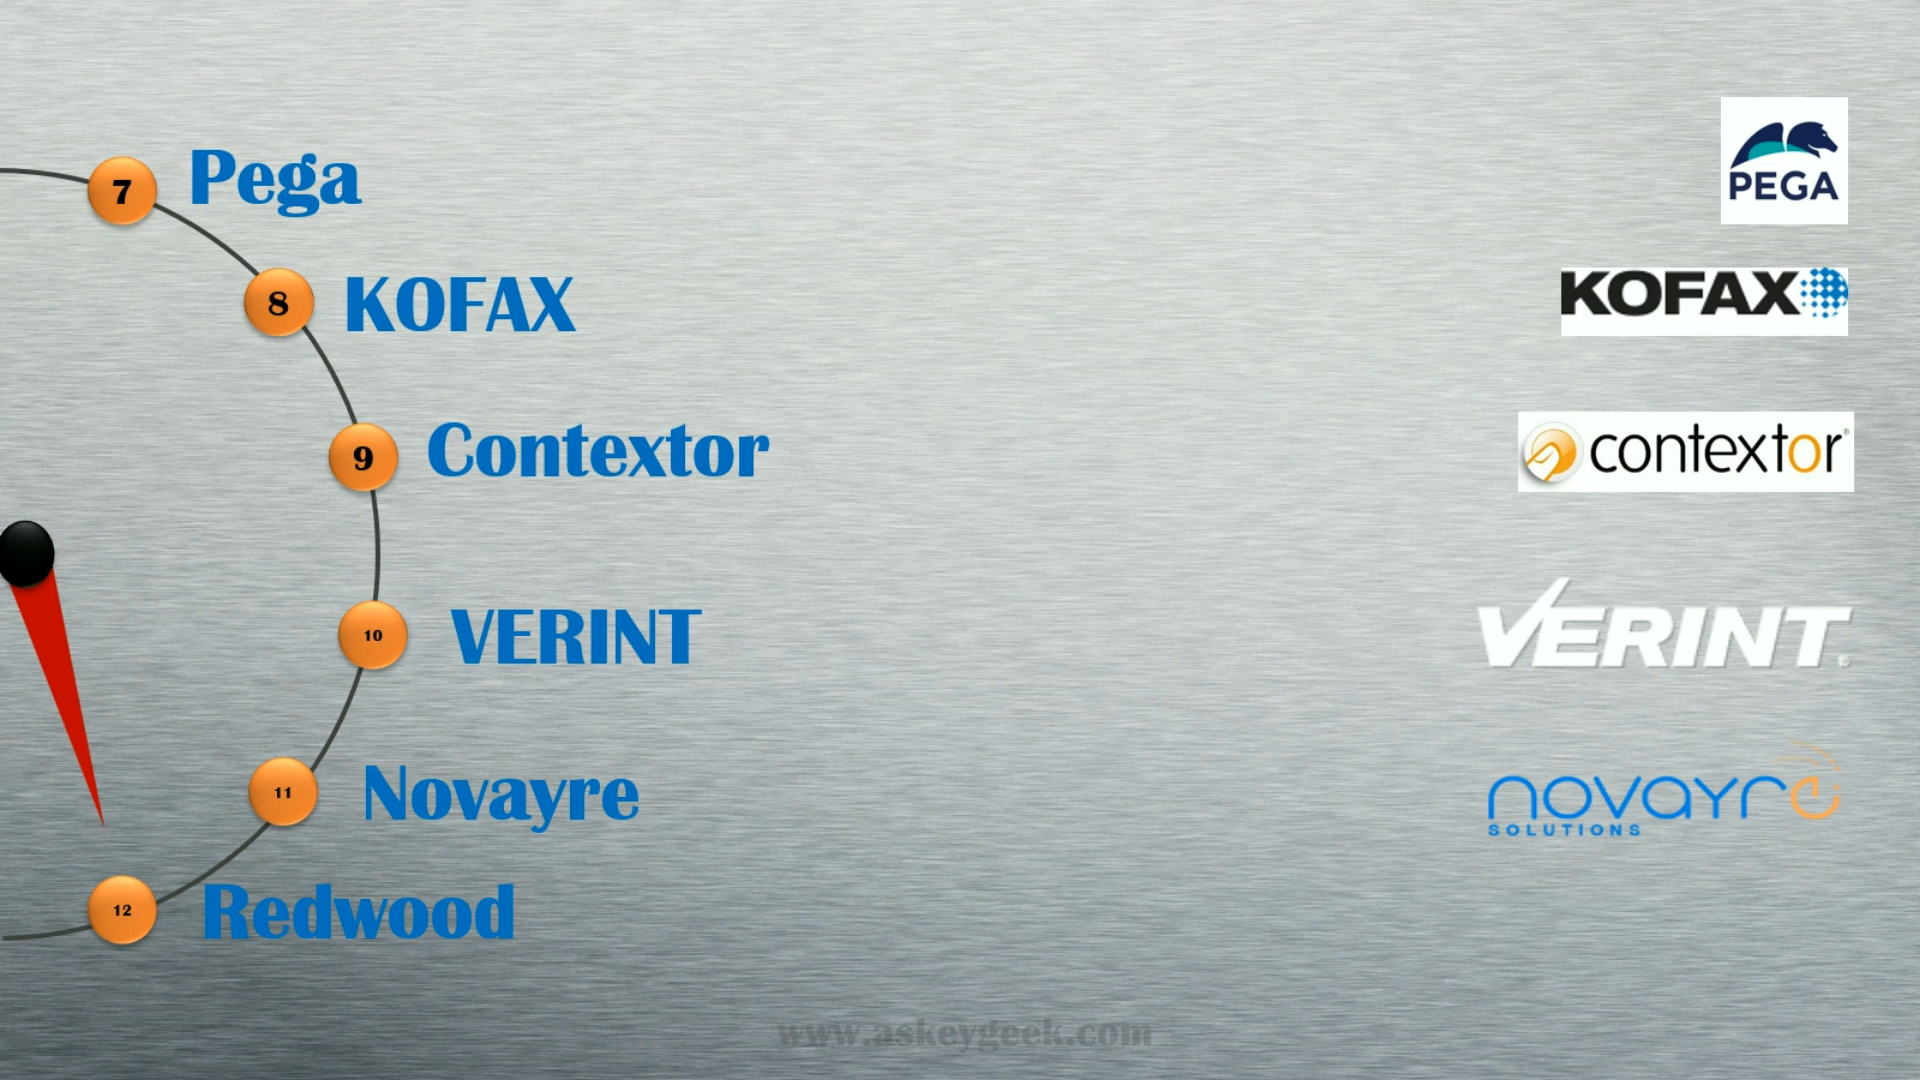 7 Pega
PEGA
8 KOFAX
KOFAX
9 Contextor
contextor
10 VERINT
VERINT
11 Novayre
novayre
SOLUTIONS
12 Redwood
www.askeygeek.com